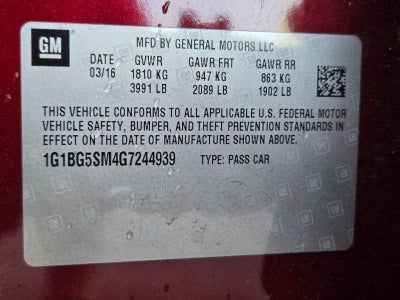 GM
MFD BY GENERAL MOTORS LLC
DATE GVWR GAWR FRT GAWR RR
03/16 1810 KG 947 KG 863 KG
3991 LB 2089 LB 1902 LB
THIS VEHICLE CONFORMS TO ALL APPLICABLE U.S. FEDERAL MOTOR
VEHICLE SAFETY, BUMPER, AND THEFT PREVENTION STANDARDS IN
EFFECT ON THE DATE OF MANUFACTURE SHOWN ABOVE.
1G1BG5SM4G7244939 TYPE: PASS CAR